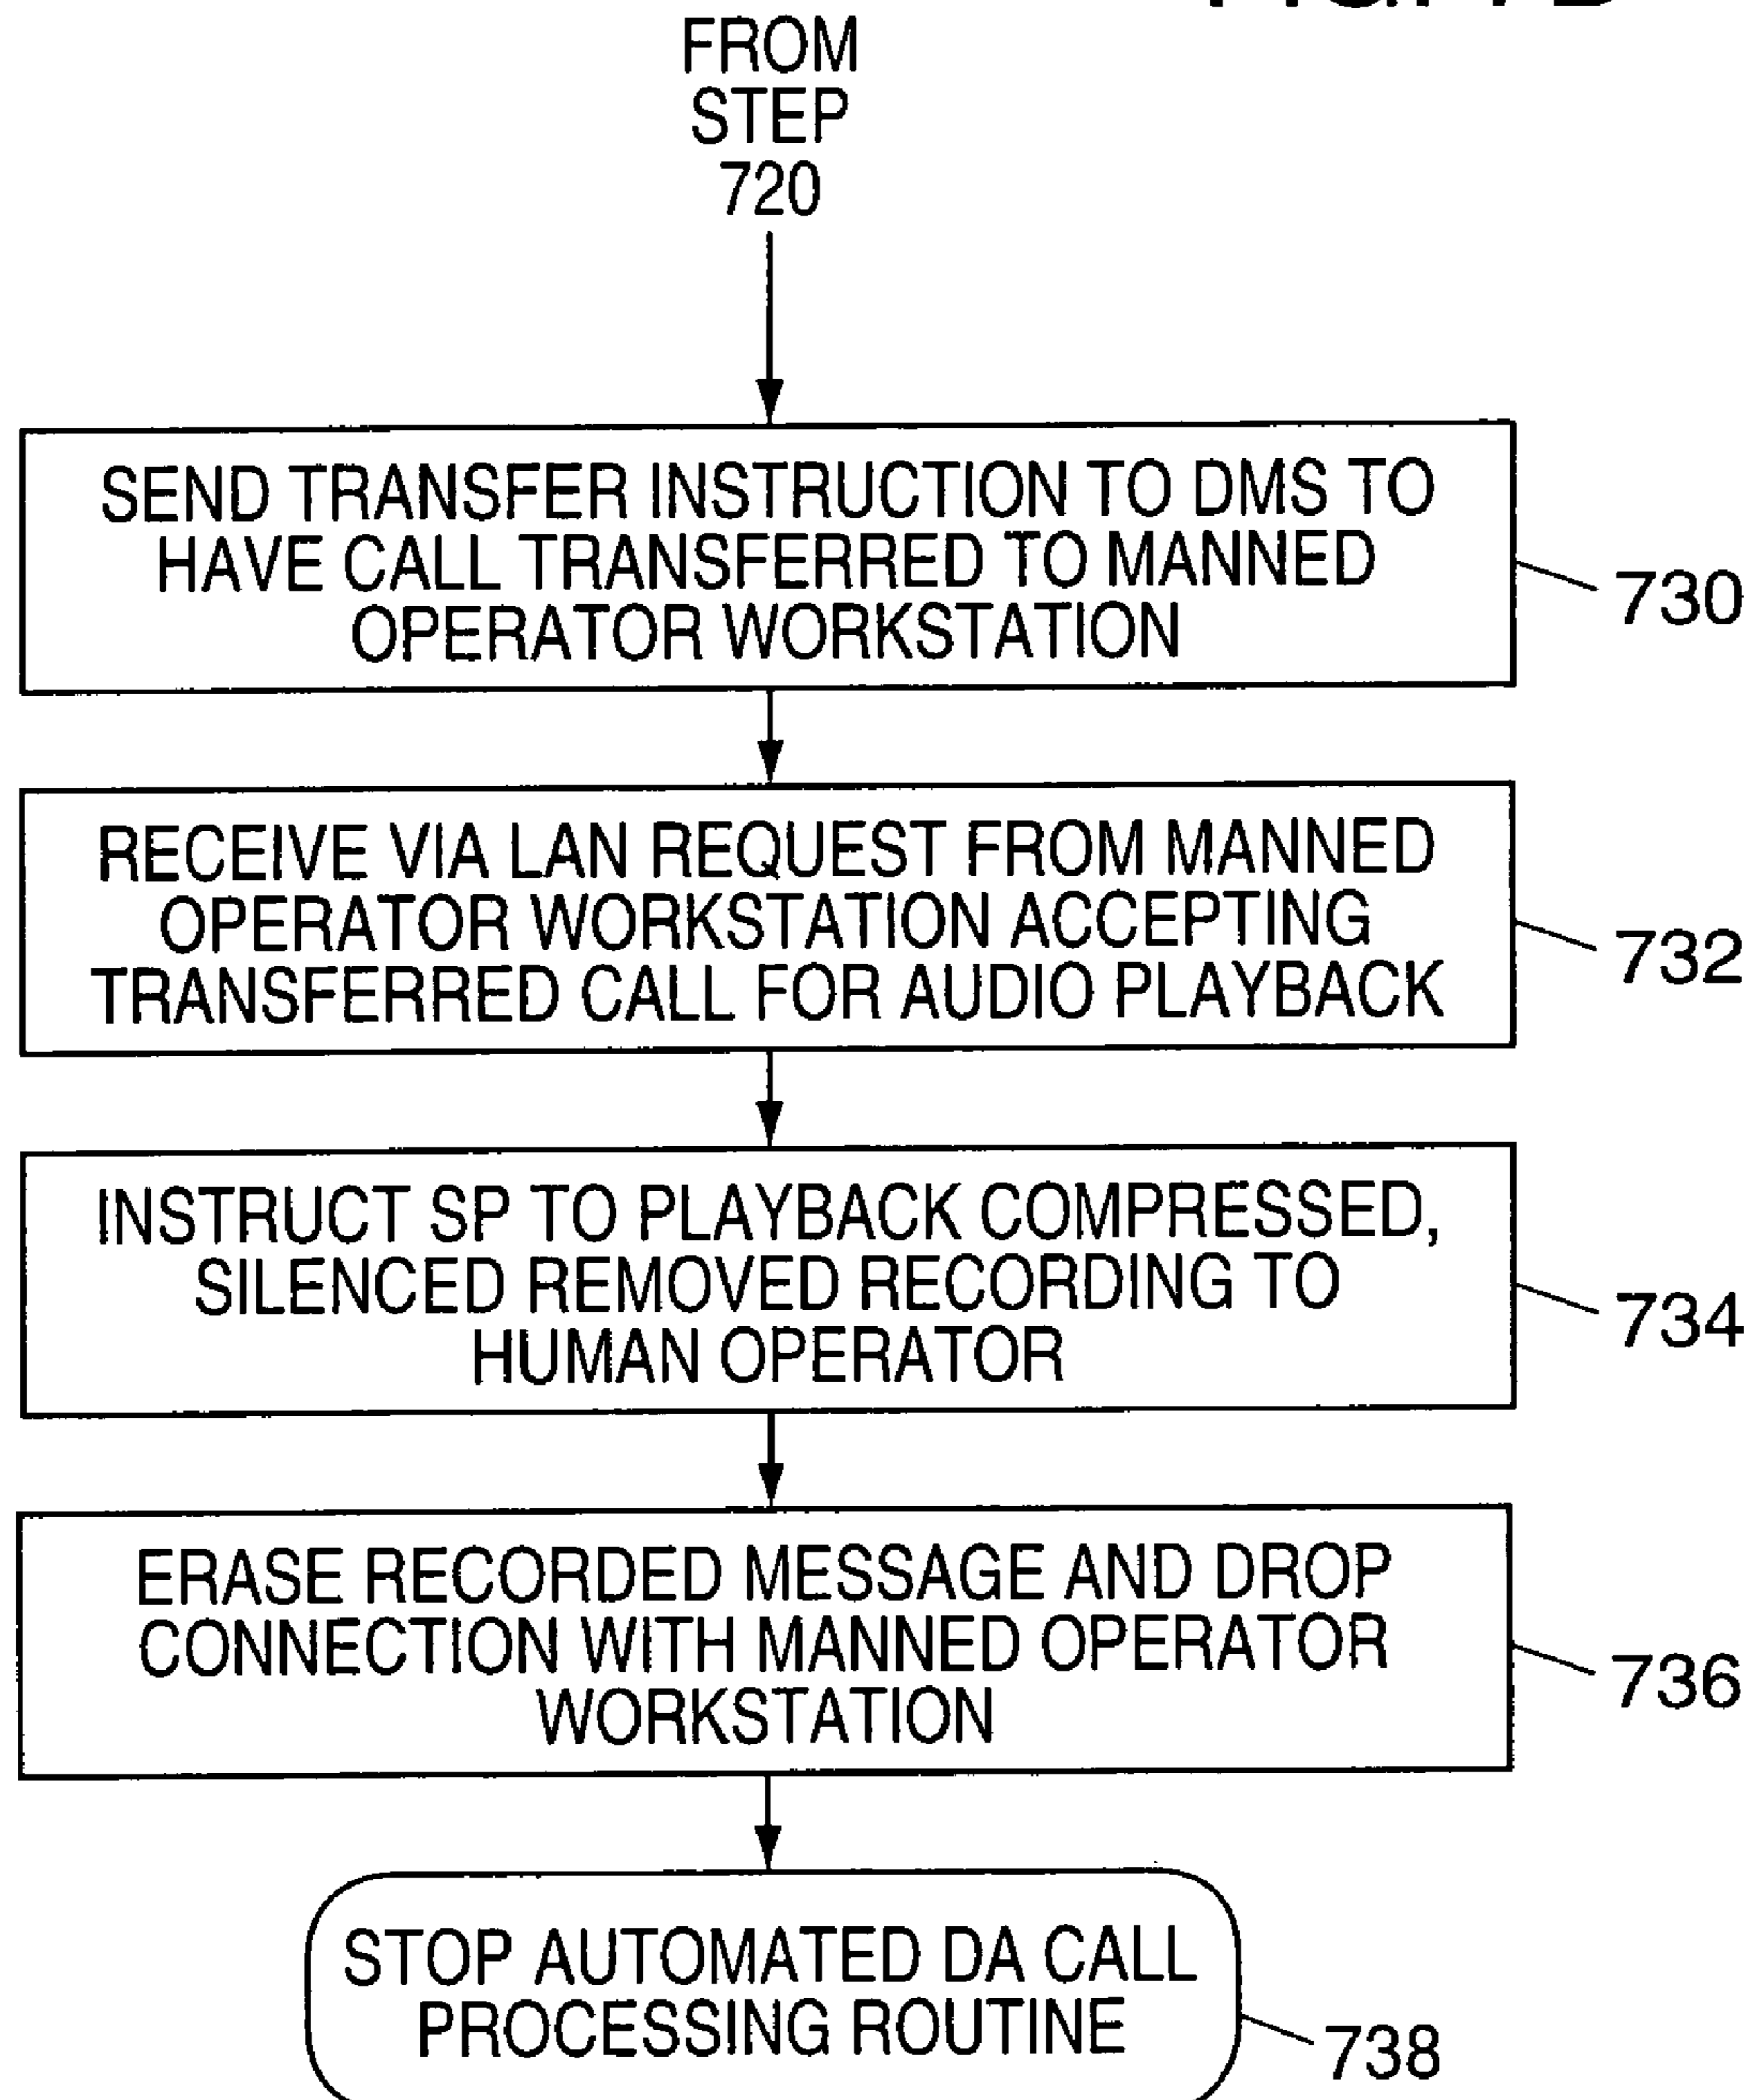 FROM
STEP
720
SEND TRANSFER INSTRUCTION TO DMS TO
HAVE CALL TRANSFERRED TO MANNED
OPERATOR WORKSTATION
730
RECEIVE VIA LAN REQUEST FROM MANNED
OPERATOR WORKSTATION ACCEPTING
TRANSFERRED CALL FOR AUDIO PLAYBACK
732
INSTRUCT SP TO PLAYBACK COMPRESSED,
SILENCED REMOVED RECORDING TO
HUMAN OPERATOR
734
ERASE RECORDED MESSAGE AND DROP
CONNECTION WITH MANNED OPERATOR
WORKSTATION
736
STOP AUTOMATED DA CALL
PROCESSING ROUTINE
738